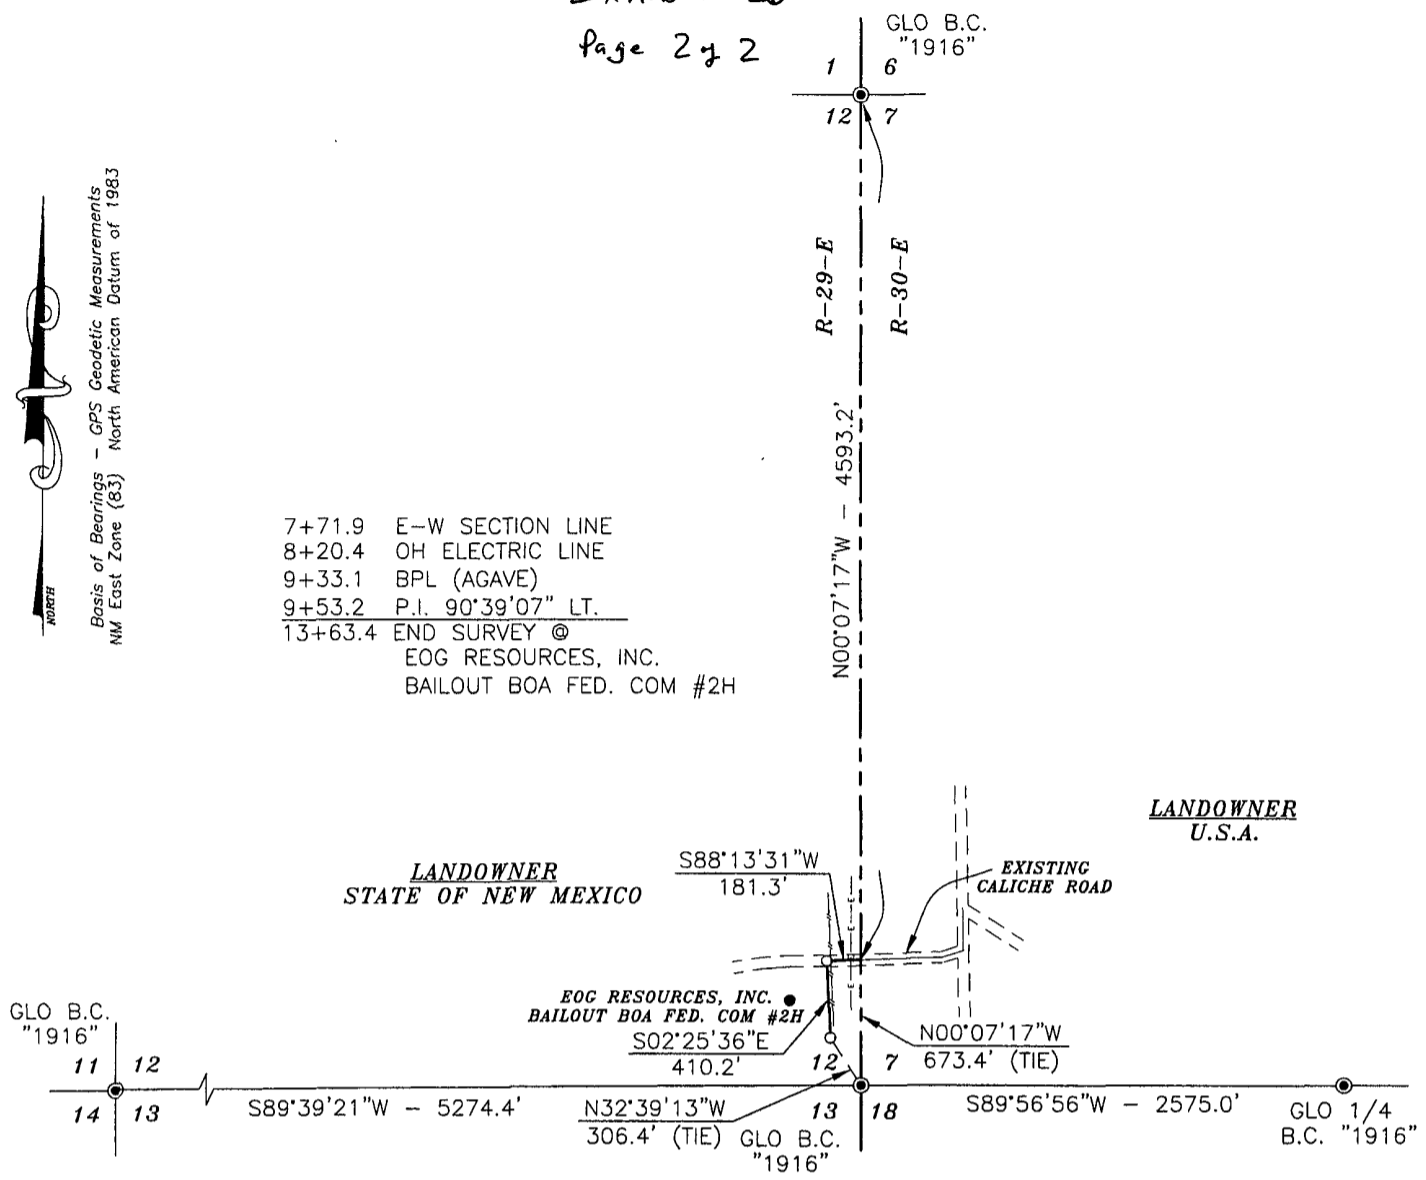 Page 2 of 2
GLO B.C.
"1916"
1 6
12 7
Basis of Bearings - GPS Geodetic Measurements
NM East Zone (83) North American Datum of 1983
NORTH
R-29-E
R-30-E
N00°07'17"W - 4593.2'
7+71.9 E-W SECTION LINE
8+20.4 OH ELECTRIC LINE
9+33.1 BPL (AGAVE)
9+53.2 P.I. 90°39'07" LT.
13+63.4 END SURVEY @
EOG RESOURCES, INC.
BAILOUT BOA FED. COM #2H
LANDOWNER
U.S.A.
LANDOWNER
STATE OF NEW MEXICO
S88°13'31"W
181.3'
EXISTING
CALICHE ROAD
E
E
EOG RESOURCES, INC.
BAILOUT BOA FED. COM #2H
S02°25'36"E
410.2'
N00°07'17"W
673.4' (TIE)
GLO B.C.
"1916"
11 12
14 13
12 7
13 18
S89°39'21"W - 5274.4'
N32°39'13"W
306.4' (TIE)
GLO B.C.
"1916"
S89°56'56"W - 2575.0'
GLO 1/4
B.C. "1916"